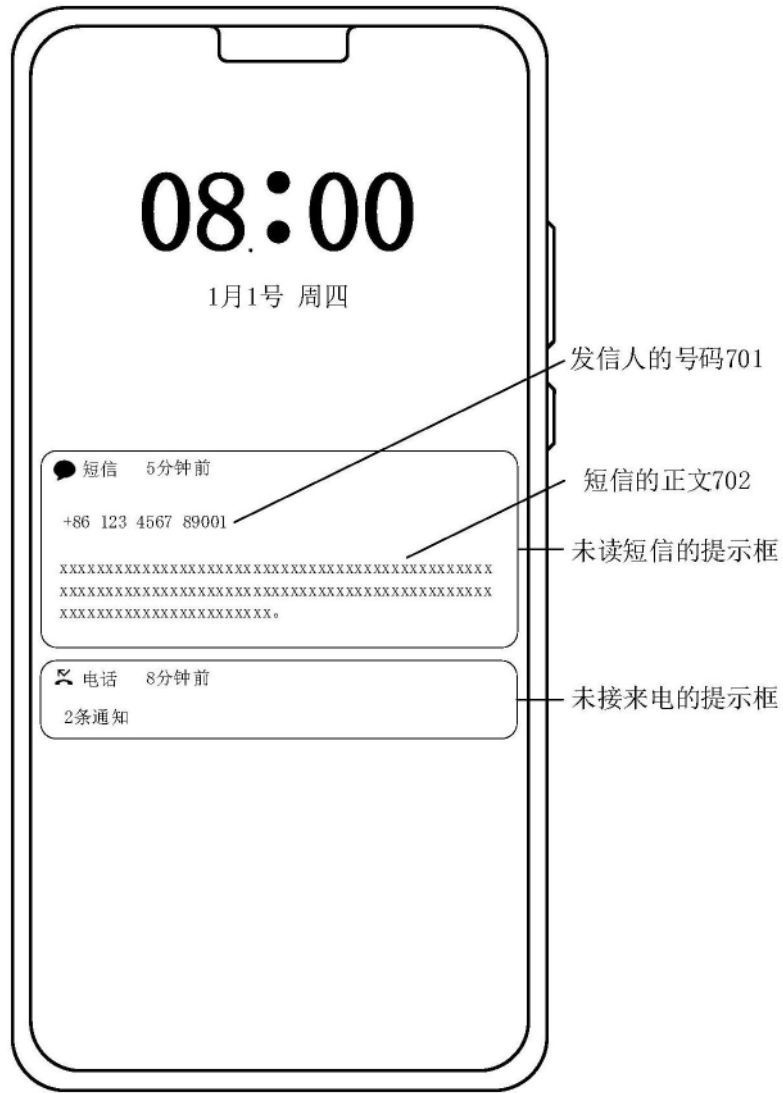 08:00
1月1号 周四
发信人的号码701
短信 5分钟前
短信的正文702
+86 123 4567 89001
未读短信的提示框
xxxxxxxxxxxxxxxxxxxxxxxxxxxxxxxxxxxxxxxxxxxxxxxx
xxxxxxxxxxxxxxxxxxxxxxxxxxxxxxxxxxxxxxxxxxxxxxxx
xxxxxxxxxxxxxxxxxxxxxxx。
电话 8分钟前
未接来电的提示框
2条通知